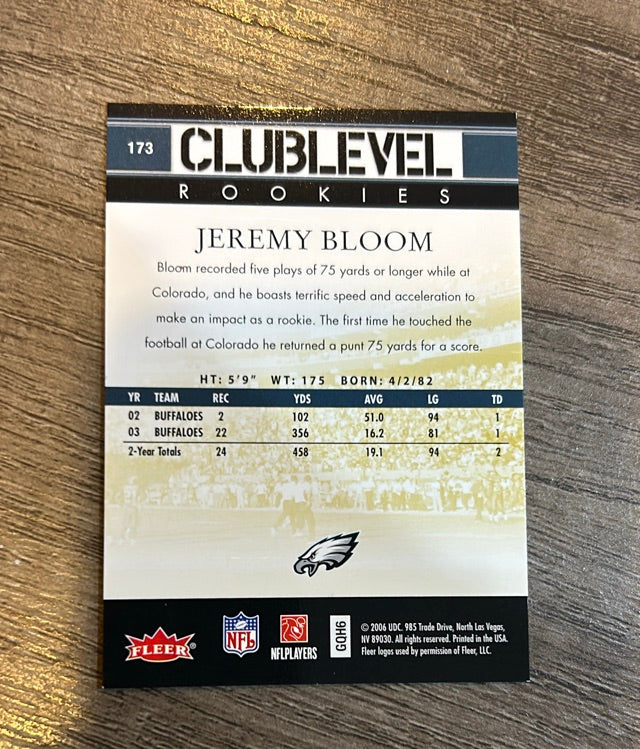 173
CLUBLEVEL
ROOKIES
JEREMY BLOOM
Bloom recorded five plays of 75 yards or longer while at
Colorado, and he boasts terrific speed and acceleration to
make an impact as a rookie. The first time he touched the
football at Colorado he returned a punt 75 yards for a score.
HT: 5'9" WT: 175 BORN: 4/2/82
YR TEAM REC YDS AVG LG TD
02 BUFFALOES 2 102 51.0 94 1
03 BUFFALOES 22 356 16.2 81 1
2-Year Totals 24 458 19.1 94 2
FLEER®
NFL
NFLPLAYERS
GQH6
© 2006 UDC. 985 Trade Drive, North Las Vegas,
NV 89030. All rights reserved. Printed in the USA.
Fleer logos used by permission of Fleer, LLC.